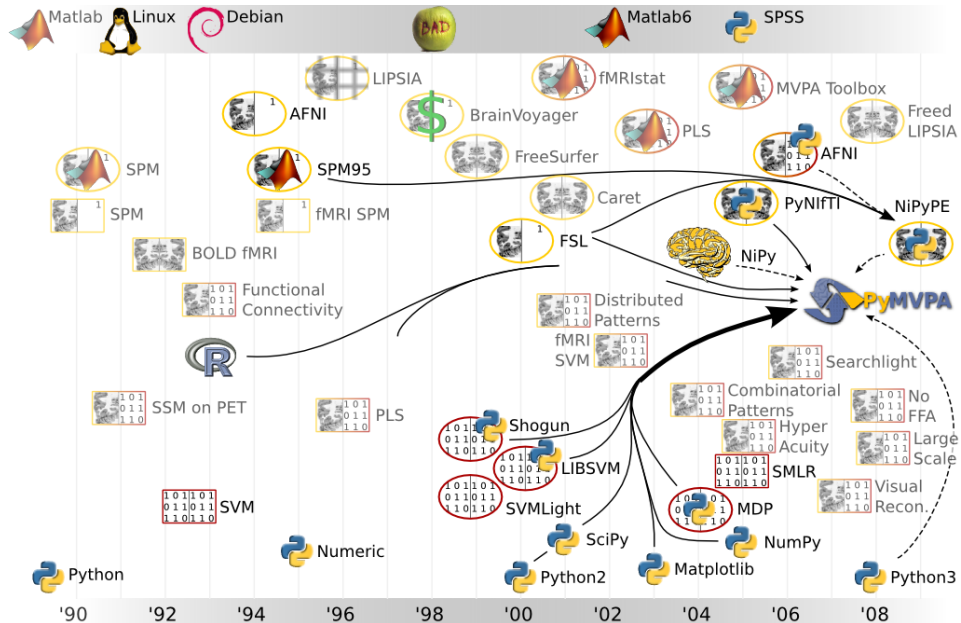 Matlab
Linux
Debian
BAD
Matlab6
SPSS
LIPSIA
fMRIstat
MVPA Toolbox
AFNI
BrainVoyager
PLS
Freed
LIPSIA
AFNI
FreeSurfer
SPM
SPM95
Caret
PyNIfTI
NiPyPE
SPM
fMRI SPM
FSL
BOLD fMRI
NiPy
Functional
Connectivity
Distributed
Patterns
PyMVPA
fMRI
SVM
R
Searchlight
SSM on PET
PLS
Combinatorial
Patterns
No
FFA
Shogun
Hyper
Acuity
Large
Scale
LIBSVM
SMLR
SVM
SVMLight
MDP
Visual
Recon.
SciPy
NumPy
Numeric
Python
Python2
Matplotlib
Python3
'90 '92 '94 '96 '98 '00 '02 '04 '06 '08